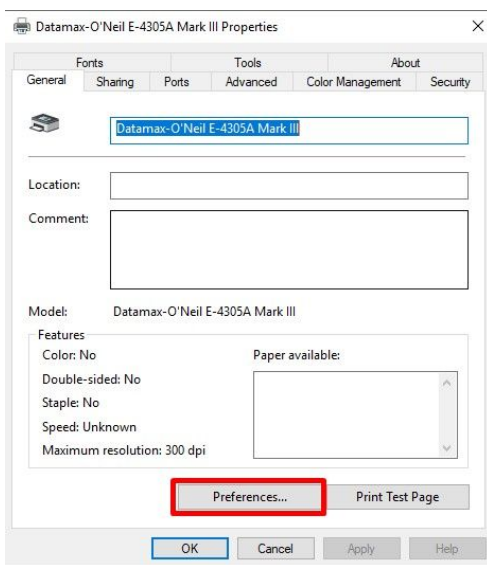 Datamax-O'Neil E-4305A Mark III Properties
Fonts Tools About
General Sharing Ports Advanced Color Management Security
Datamax-O'Neil E-4305A Mark III
Location:
Comment:
Model: Datamax-O'Neil E-4305A Mark III
Features
Color: No Paper available:
Double-sided: No
Staple: No
Speed: Unknown
Maximum resolution: 300 dpi
Preferences... Print Test Page
OK Cancel Apply Help